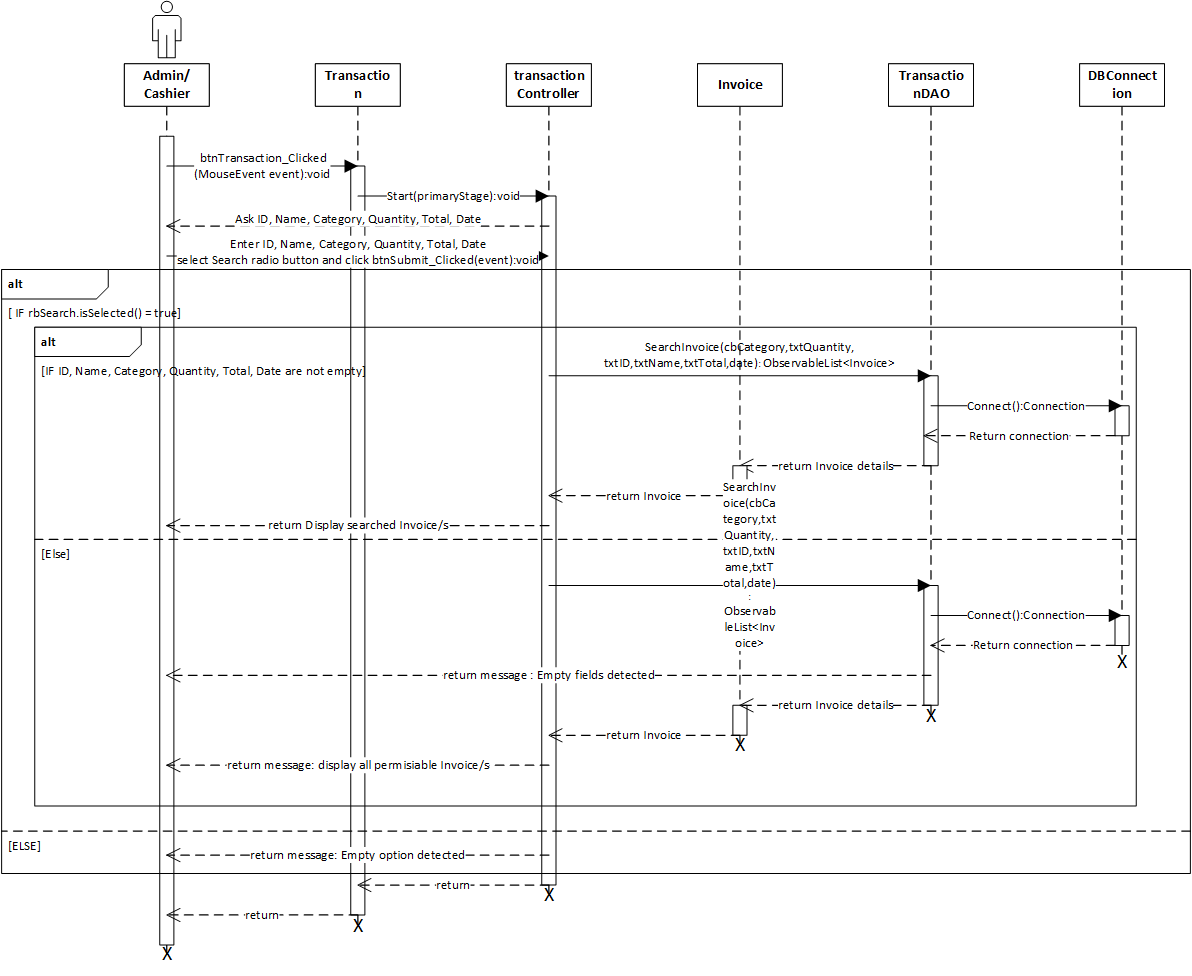 Admin/
Cashier
Transactio
n
transaction
Controller
Invoice
Transactio
nDAO
DBConnect
ion
btnTransaction_Clicked
(MouseEvent event):void
Start(primaryStage):void
Ask ID, Name, Category, Quantity, Total, Date
Enter ID, Name, Category, Quantity, Total, Date
select Search radio button and click btnSubmit_Clicked(event):void
alt
[ IF rbSearch.isSelected() = true]
alt
[IF ID, Name, Category, Quantity, Total, Date are not empty]
SearchInvoice(cbCategory,txtQuantity,
txtID,txtName,txtTotal,date): ObservableList<Invoice>
Connect():Connection
Return connection
return Invoice details
return Invoice
return Display searched Invoice/s
[Else]
SearchInv
oice(cbCa
tegory,txt
Quantity,
txtID,txtN
ame,txtT
otal,date)
:
Observab
leList<Inv
oice>
Connect():Connection
Return connection
X
return message : Empty fields detected
return Invoice details
X
return Invoice
X
return message: display all permisiable Invoice/s
[ELSE]
return message: Empty option detected
return
X
return
X
X